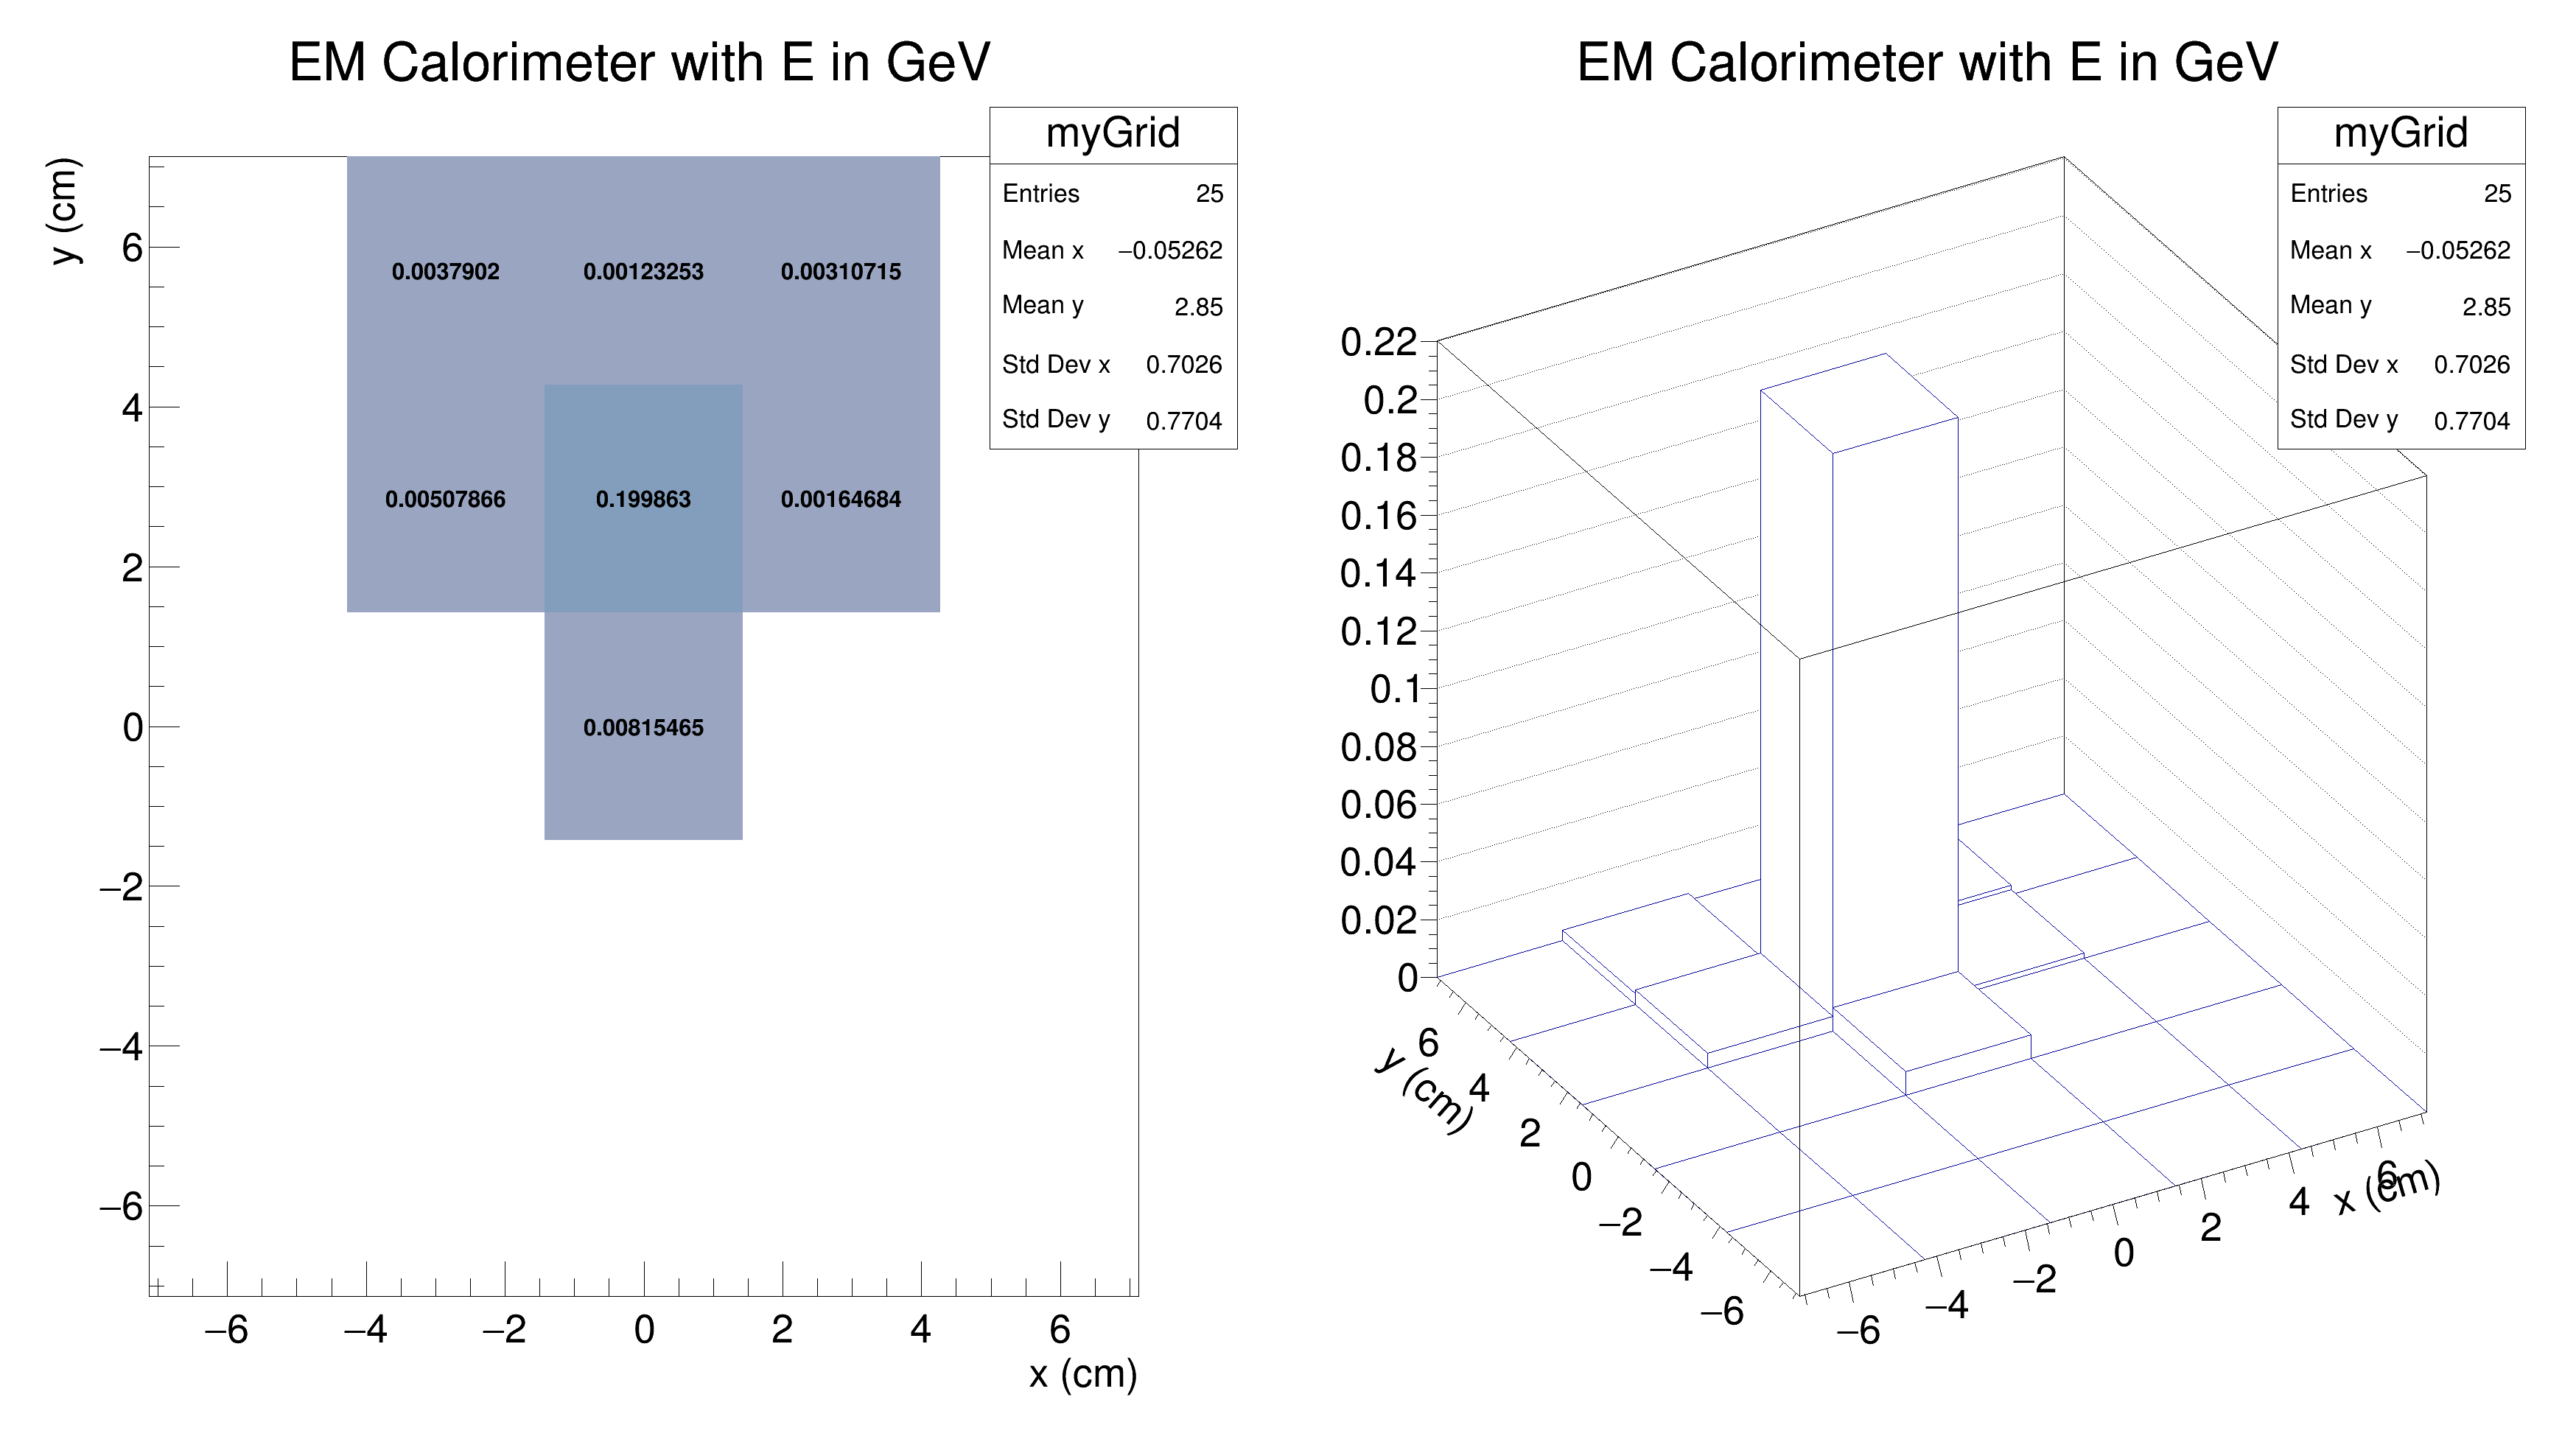 EM Calorimeter with E in GeV
myGrid
Entries 25
Mean x −0.05262
Mean y 2.85
Std Dev x 0.7026
Std Dev y 0.7704
y (cm)
6
4
2
0
−2
−4
−6
0.0037902 0.00123253 0.00310715
0.00507866 0.199863 0.00164684
0.00815465
−6 −4 −2 0 2 4 6
x (cm)
EM Calorimeter with E in GeV
myGrid
Entries 25
Mean x −0.05262
Mean y 2.85
Std Dev x 0.7026
Std Dev y 0.7704
0.22
0.2
0.18
0.16
0.14
0.12
0.1
0.08
0.06
0.04
0.02
0
y (cm)
6
4
2
0
−2
−4
−6
−6 −4 −2 0 2 4 6
x (cm)